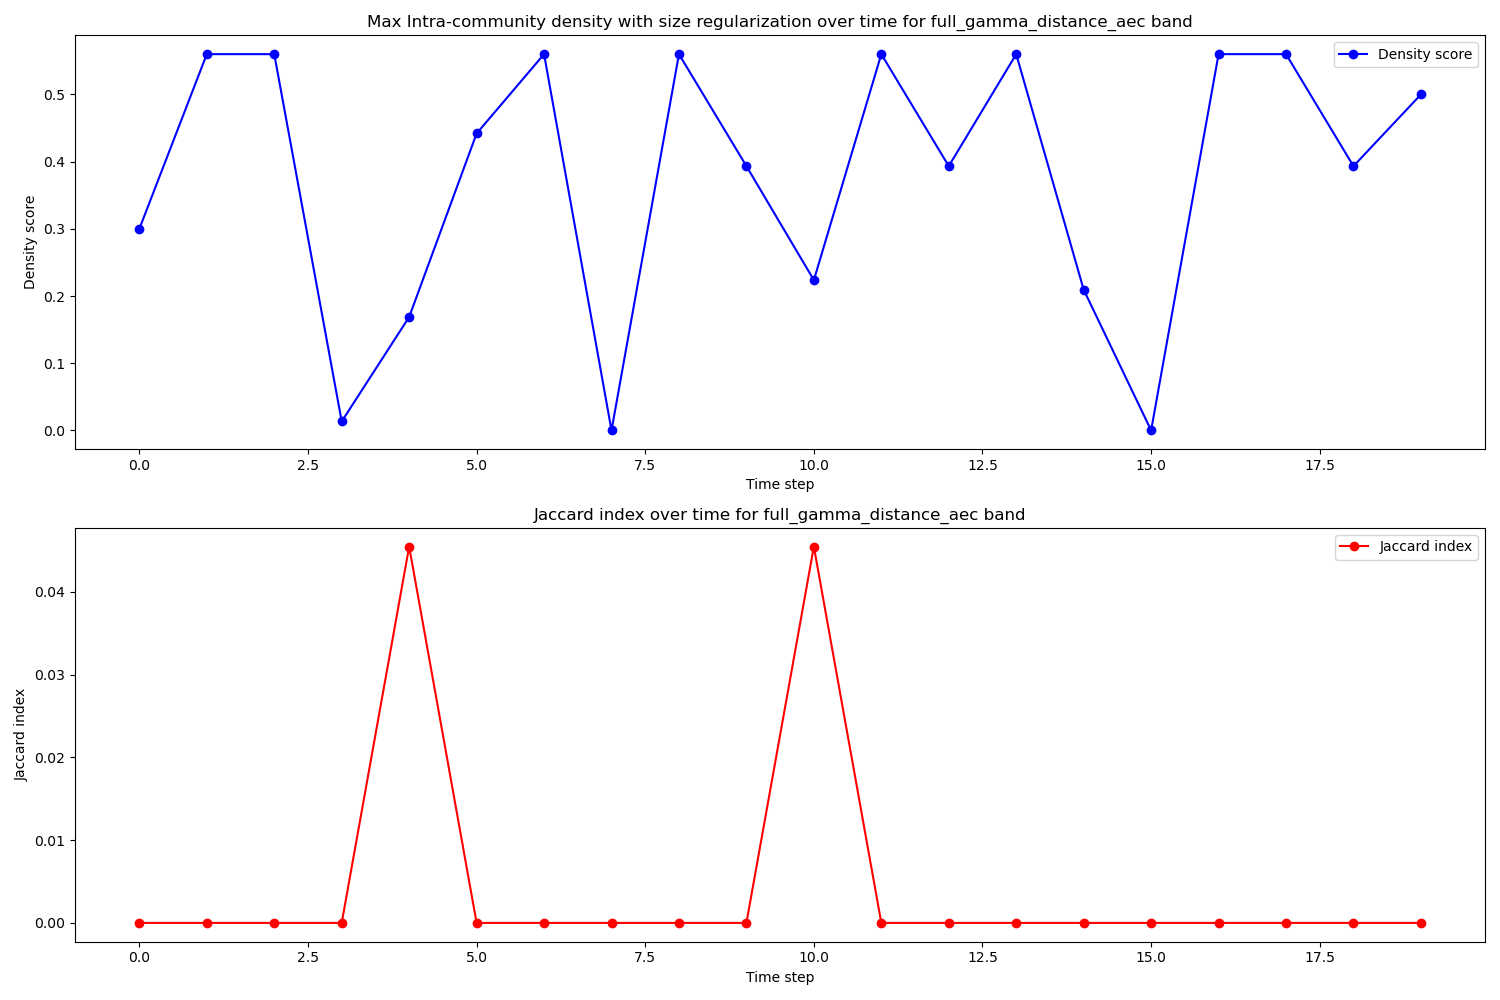 Max Intra-community density with size regularization over time for full_gamma_distance_aec band
Density score
0.5
0.4
0.3
0.2
0.1
0.0
Density score
0.0 2.5 5.0 7.5 10.0 12.5 15.0 17.5
Time step
Jaccard index over time for full_gamma_distance_aec band
Jaccard index
0.04
0.03
0.02
0.01
0.00
Jaccard index
0.0 2.5 5.0 7.5 10.0 12.5 15.0 17.5
Time step